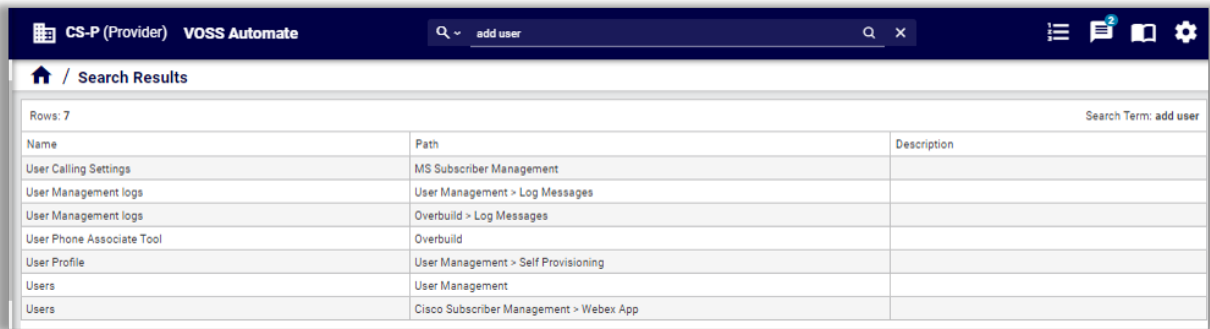 CS-P (Provider) VOSS Automate add user 2
/ Search Results
Rows: 7 Search Term: add user
Name Path Description
User Calling Settings MS Subscriber Management
User Management logs User Management > Log Messages
User Management logs Overbuild > Log Messages
User Phone Associate Tool Overbuild
User Profile User Management > Self Provisioning
Users User Management
Users Cisco Subscriber Management > Webex App